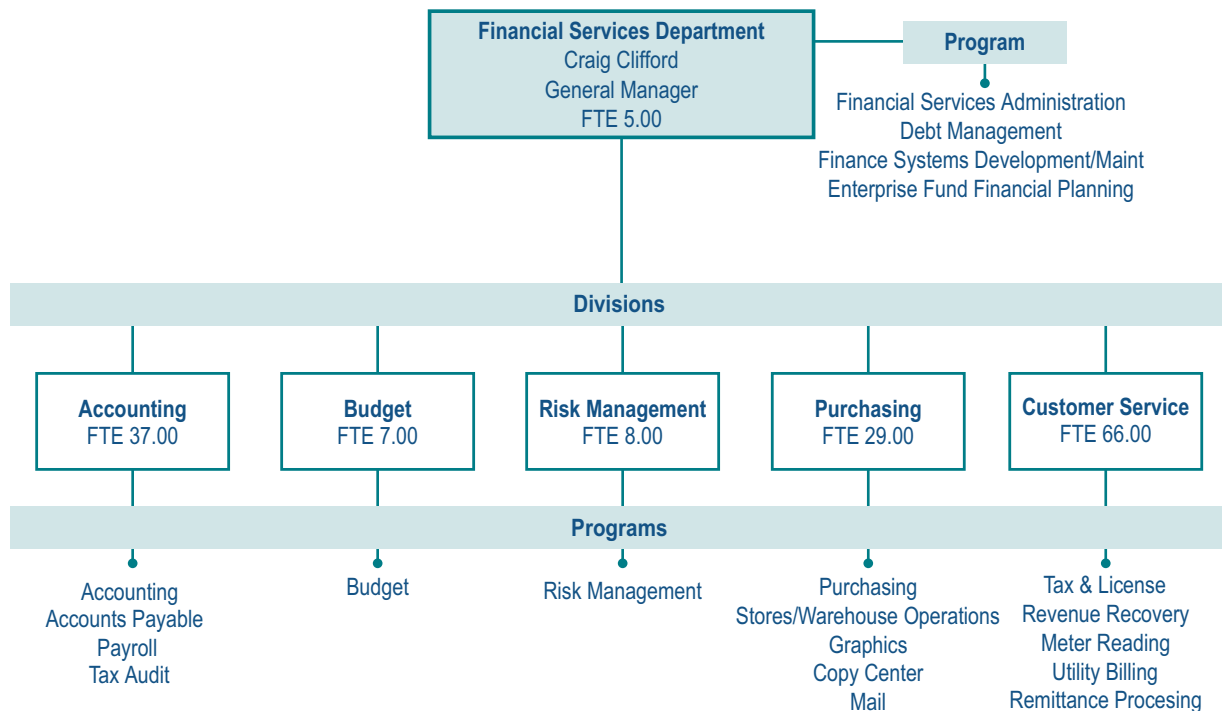 Financial Services Department
Craig Clifford
General Manager
FTE 5.00
Program
Financial Services Administration
Debt Management
Finance Systems Development/Maint
Enterprise Fund Financial Planning
Divisions
Accounting
FTE 37.00
Budget
FTE 7.00
Risk Management
FTE 8.00
Purchasing
FTE 29.00
Customer Service
FTE 66.00
Programs
Accounting
Accounts Payable
Payroll
Tax Audit
Budget
Risk Management
Purchasing
Stores/Warehouse Operations
Graphics
Copy Center
Mail
Tax & License
Revenue Recovery
Meter Reading
Utility Billing
Remittance Procesing